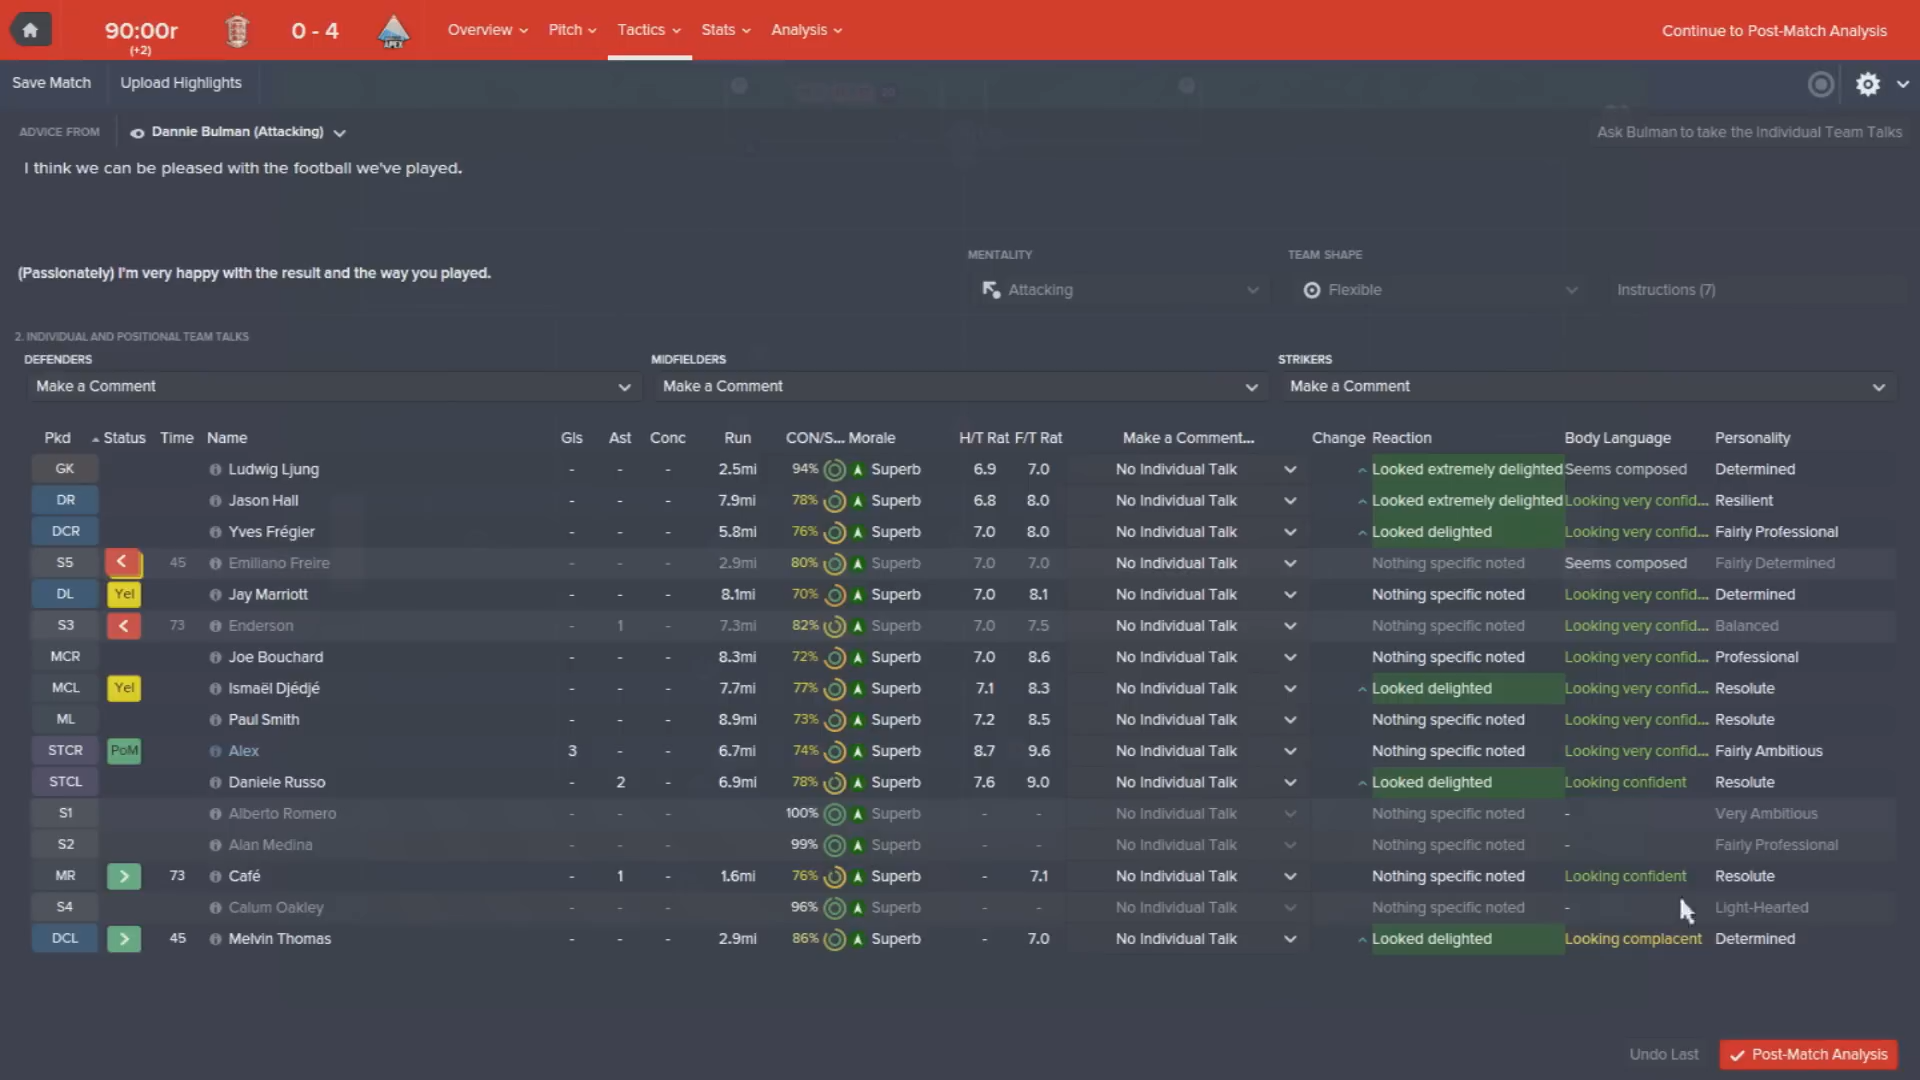 90:00r
(+2)
0 - 4
APEX
Overview
Pitch
Tactics
Stats
Analysis
Continue to Post-Match Analysis
Save Match
Upload Highlights
ADVICE FROM
Dannie Bulman (Attacking)
Ask Bulman to take the Individual Team Talks
I think we can be pleased with the football we've played.
MENTALITY
TEAM SHAPE
(Passionately) I'm very happy with the result and the way you played.
Attacking
Flexible
Instructions (7)
2. INDIVIDUAL AND POSITIONAL TEAM TALKS
DEFENDERS
MIDFIELDERS
STRIKERS
Make a Comment
Make a Comment
Make a Comment
Pkd Status Time Name Gls Ast Conc Run CON/S... Morale H/T Rat F/T Rat Make a Comment... Change Reaction Body Language Personality
GK Ludwig Ljung - - - 2.5mi 94% Superb 6.9 7.0 No Individual Talk Looked extremely delighted Seems composed Determined
DR Jason Hall - - - 7.9mi 78% Superb 6.8 8.0 No Individual Talk Looked extremely delighted Looking very confid... Resilient
DCR Yves Frégier - - - 5.8mi 76% Superb 7.0 8.0 No Individual Talk Looked delighted Looking very confid... Fairly Professional
S5 45 Emiliano Freire - - - 2.9mi 80% Superb 7.0 7.0 No Individual Talk Nothing specific noted Seems composed Fairly Determined
DL Yel Jay Marriott - - - 8.1mi 70% Superb 7.0 8.1 No Individual Talk Nothing specific noted Looking very confid... Determined
S3 73 Enderson - 1 - 7.3mi 82% Superb 7.0 7.5 No Individual Talk Nothing specific noted Looking very confid... Balanced
MCR Joe Bouchard - - - 8.3mi 72% Superb 7.0 8.6 No Individual Talk Nothing specific noted Looking very confid... Professional
MCL Yel Ismaël Djédjé - - - 7.7mi 77% Superb 7.1 8.3 No Individual Talk Looked delighted Looking very confid... Resolute
ML Paul Smith - - - 8.9mi 73% Superb 7.2 8.5 No Individual Talk Nothing specific noted Looking very confid... Resolute
STCR PoM Alex 3 - - 6.7mi 74% Superb 8.7 9.6 No Individual Talk Nothing specific noted Looking very confid... Fairly Ambitious
STCL Daniele Russo - 2 - 6.9mi 78% Superb 7.6 9.0 No Individual Talk Looked delighted Looking confident Resolute
S1 Alberto Romero - - - 100% Superb - - No Individual Talk Nothing specific noted - Very Ambitious
S2 Alan Medina - - - 99% Superb - - No Individual Talk Nothing specific noted - Fairly Professional
MR 73 Café - 1 - 1.6mi 76% Superb - 7.1 No Individual Talk Nothing specific noted Looking confident Resolute
S4 Calum Oakley - - - 96% Superb - - No Individual Talk Nothing specific noted - Light-Hearted
DCL 45 Melvin Thomas - - - 2.9mi 86% Superb - 7.0 No Individual Talk Looked delighted Looking complacent Determined
Undo Last
Post-Match Analysis